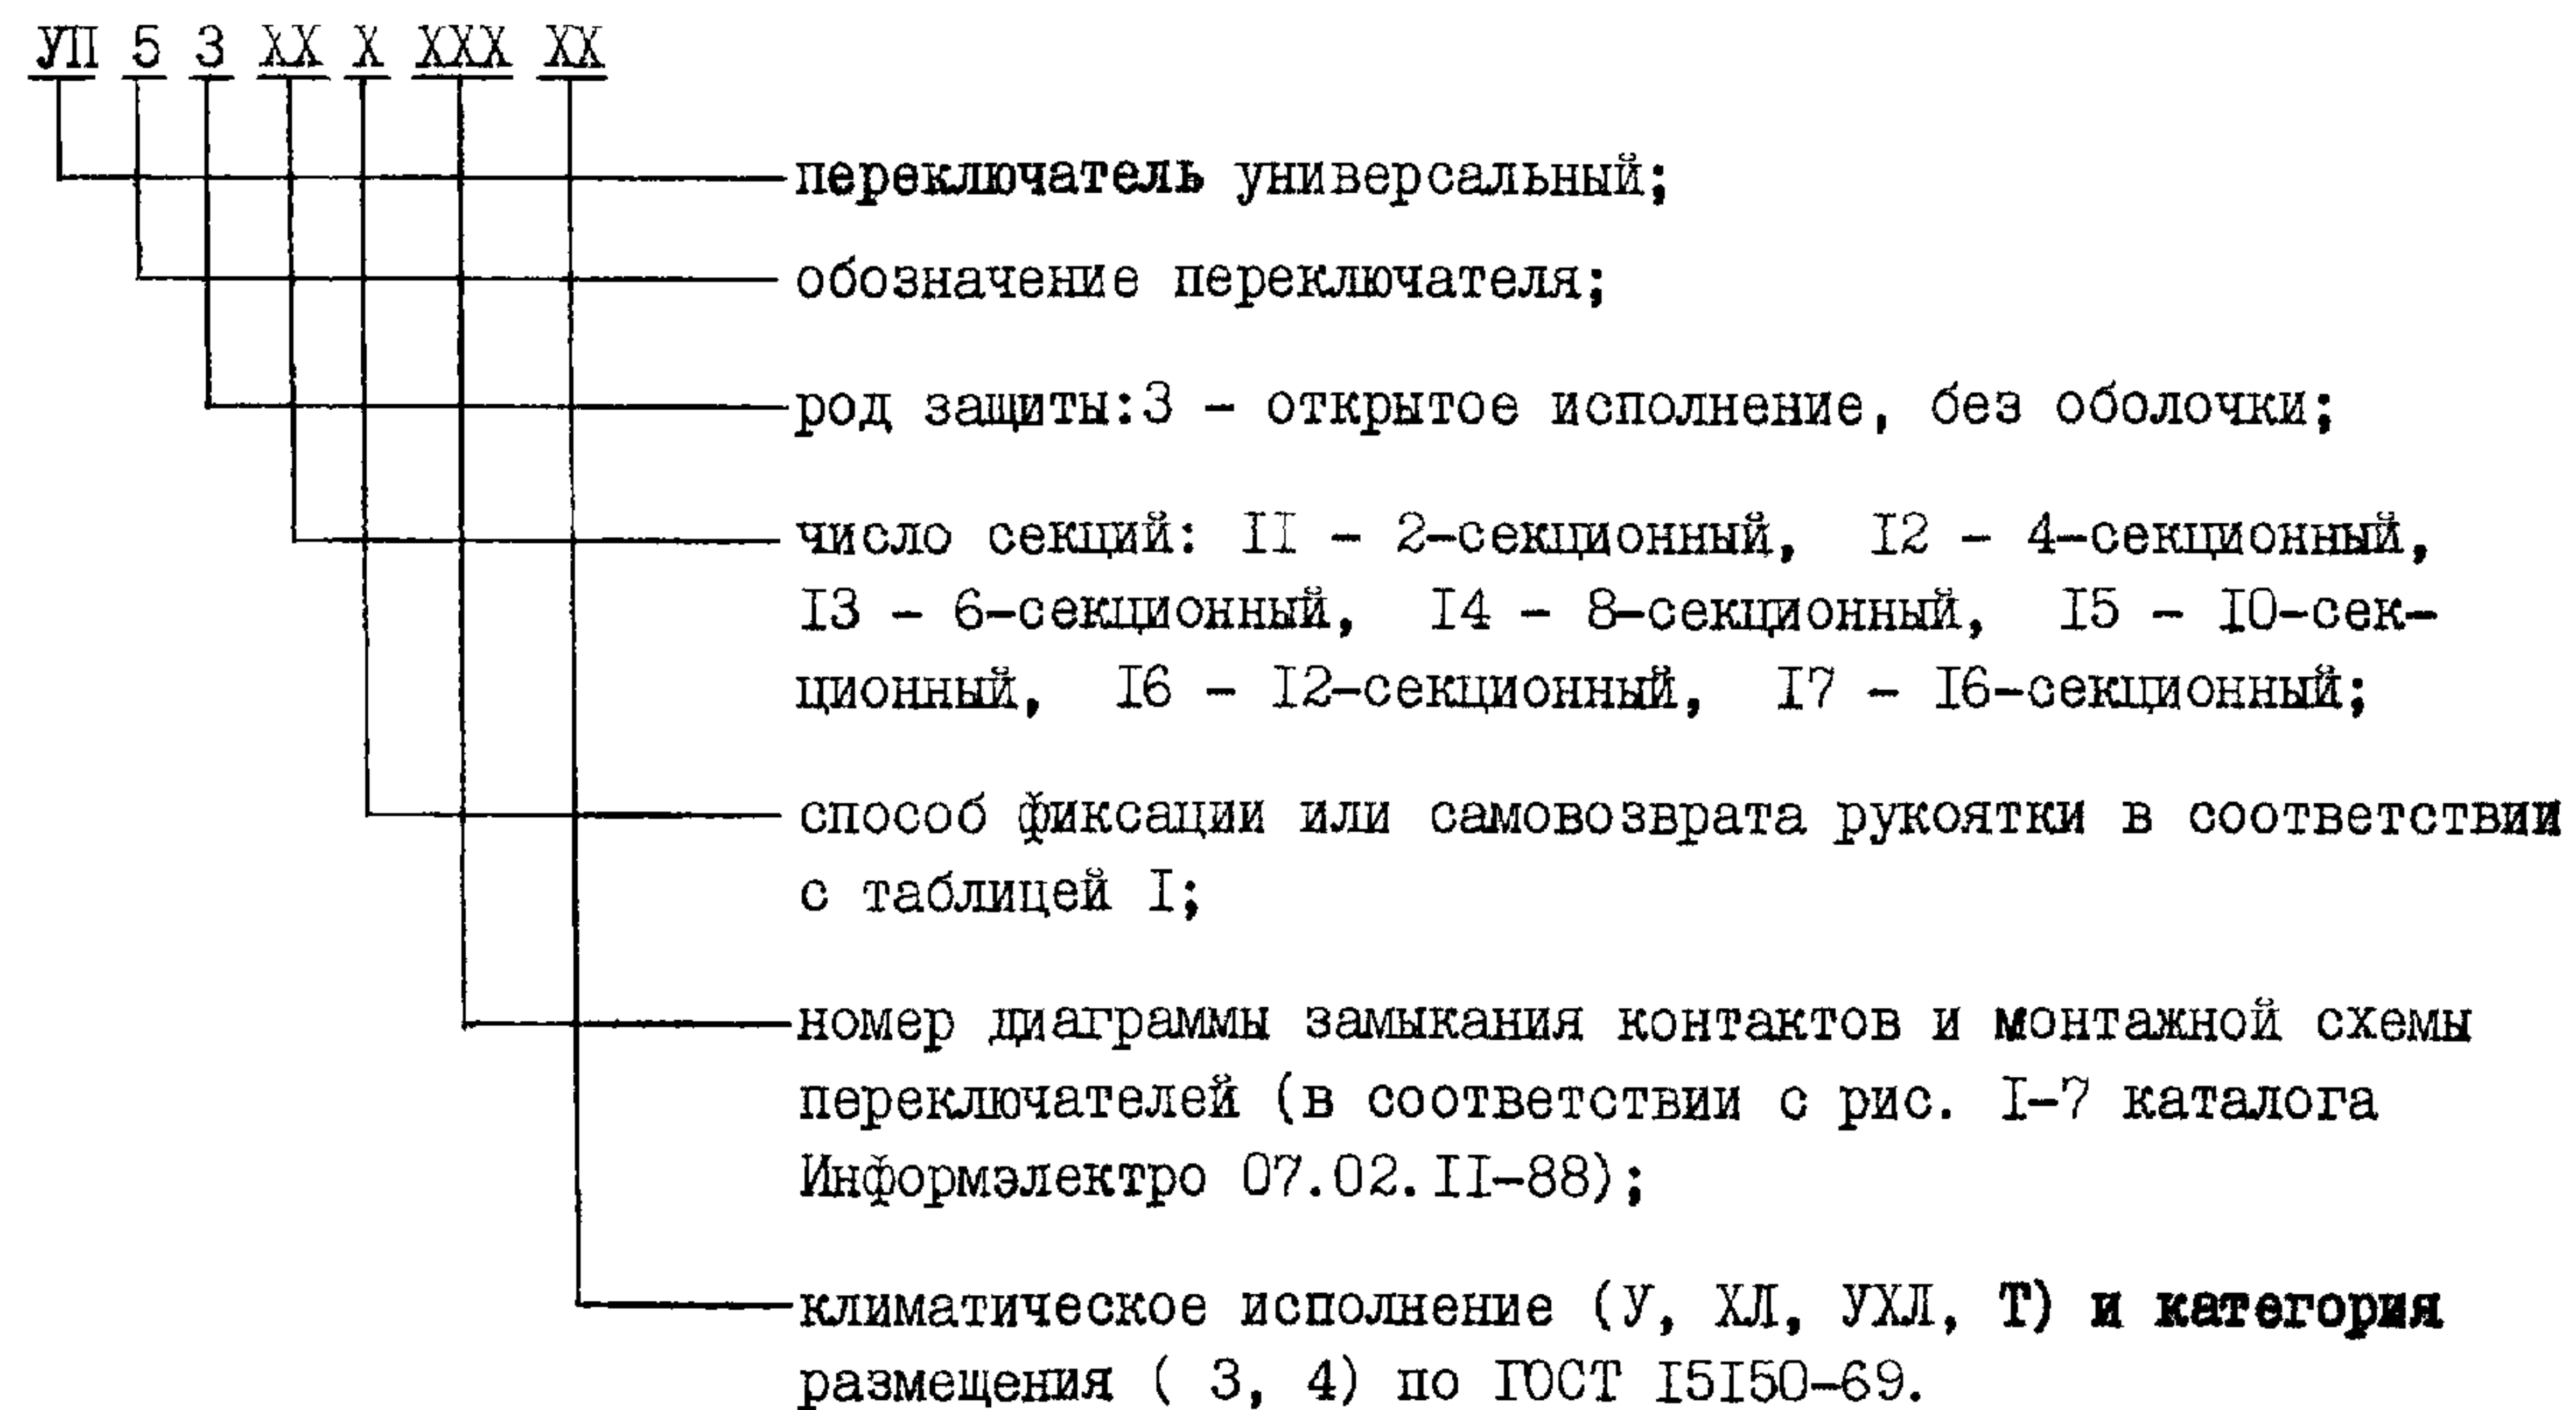 УП 5 3 XX X XXX XX
переключатель универсальный;
обозначение переключателя;
род защиты:3 – открытое исполнение, без оболочки;
число секций: II – 2-секционный, I2 – 4-секционный,
I3 – 6-секционный, I4 – 8-секционный, I5 – I0-сек-
ционный, I6 – I2-секционный, I7 – I6-секционный;
способ фиксации или самовозврата рукоятки в соответствии
с таблицей I;
номер диаграммы замыкания контактов и монтажной схемы
переключателей (в соответствии с рис. I-7 каталога
Информэлектро 07.02.II-88);
климатическое исполнение (У, ХЛ, УХЛ, Т) и категория
размещения ( 3, 4) по ГОСТ I5I50-69.